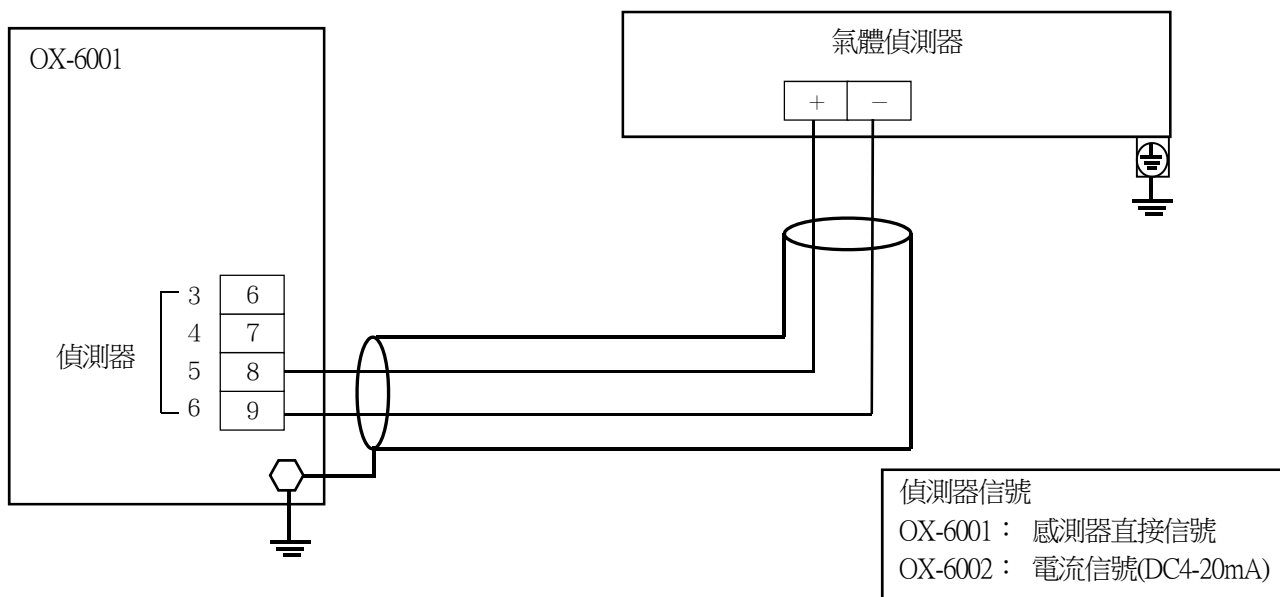 OX-6001
氣體偵測器
+ −
3 6
4 7
偵測器
5 8
6 9
偵測器信號
OX-6001： 感測器直接信號
OX-6002： 電流信號(DC4-20mA)